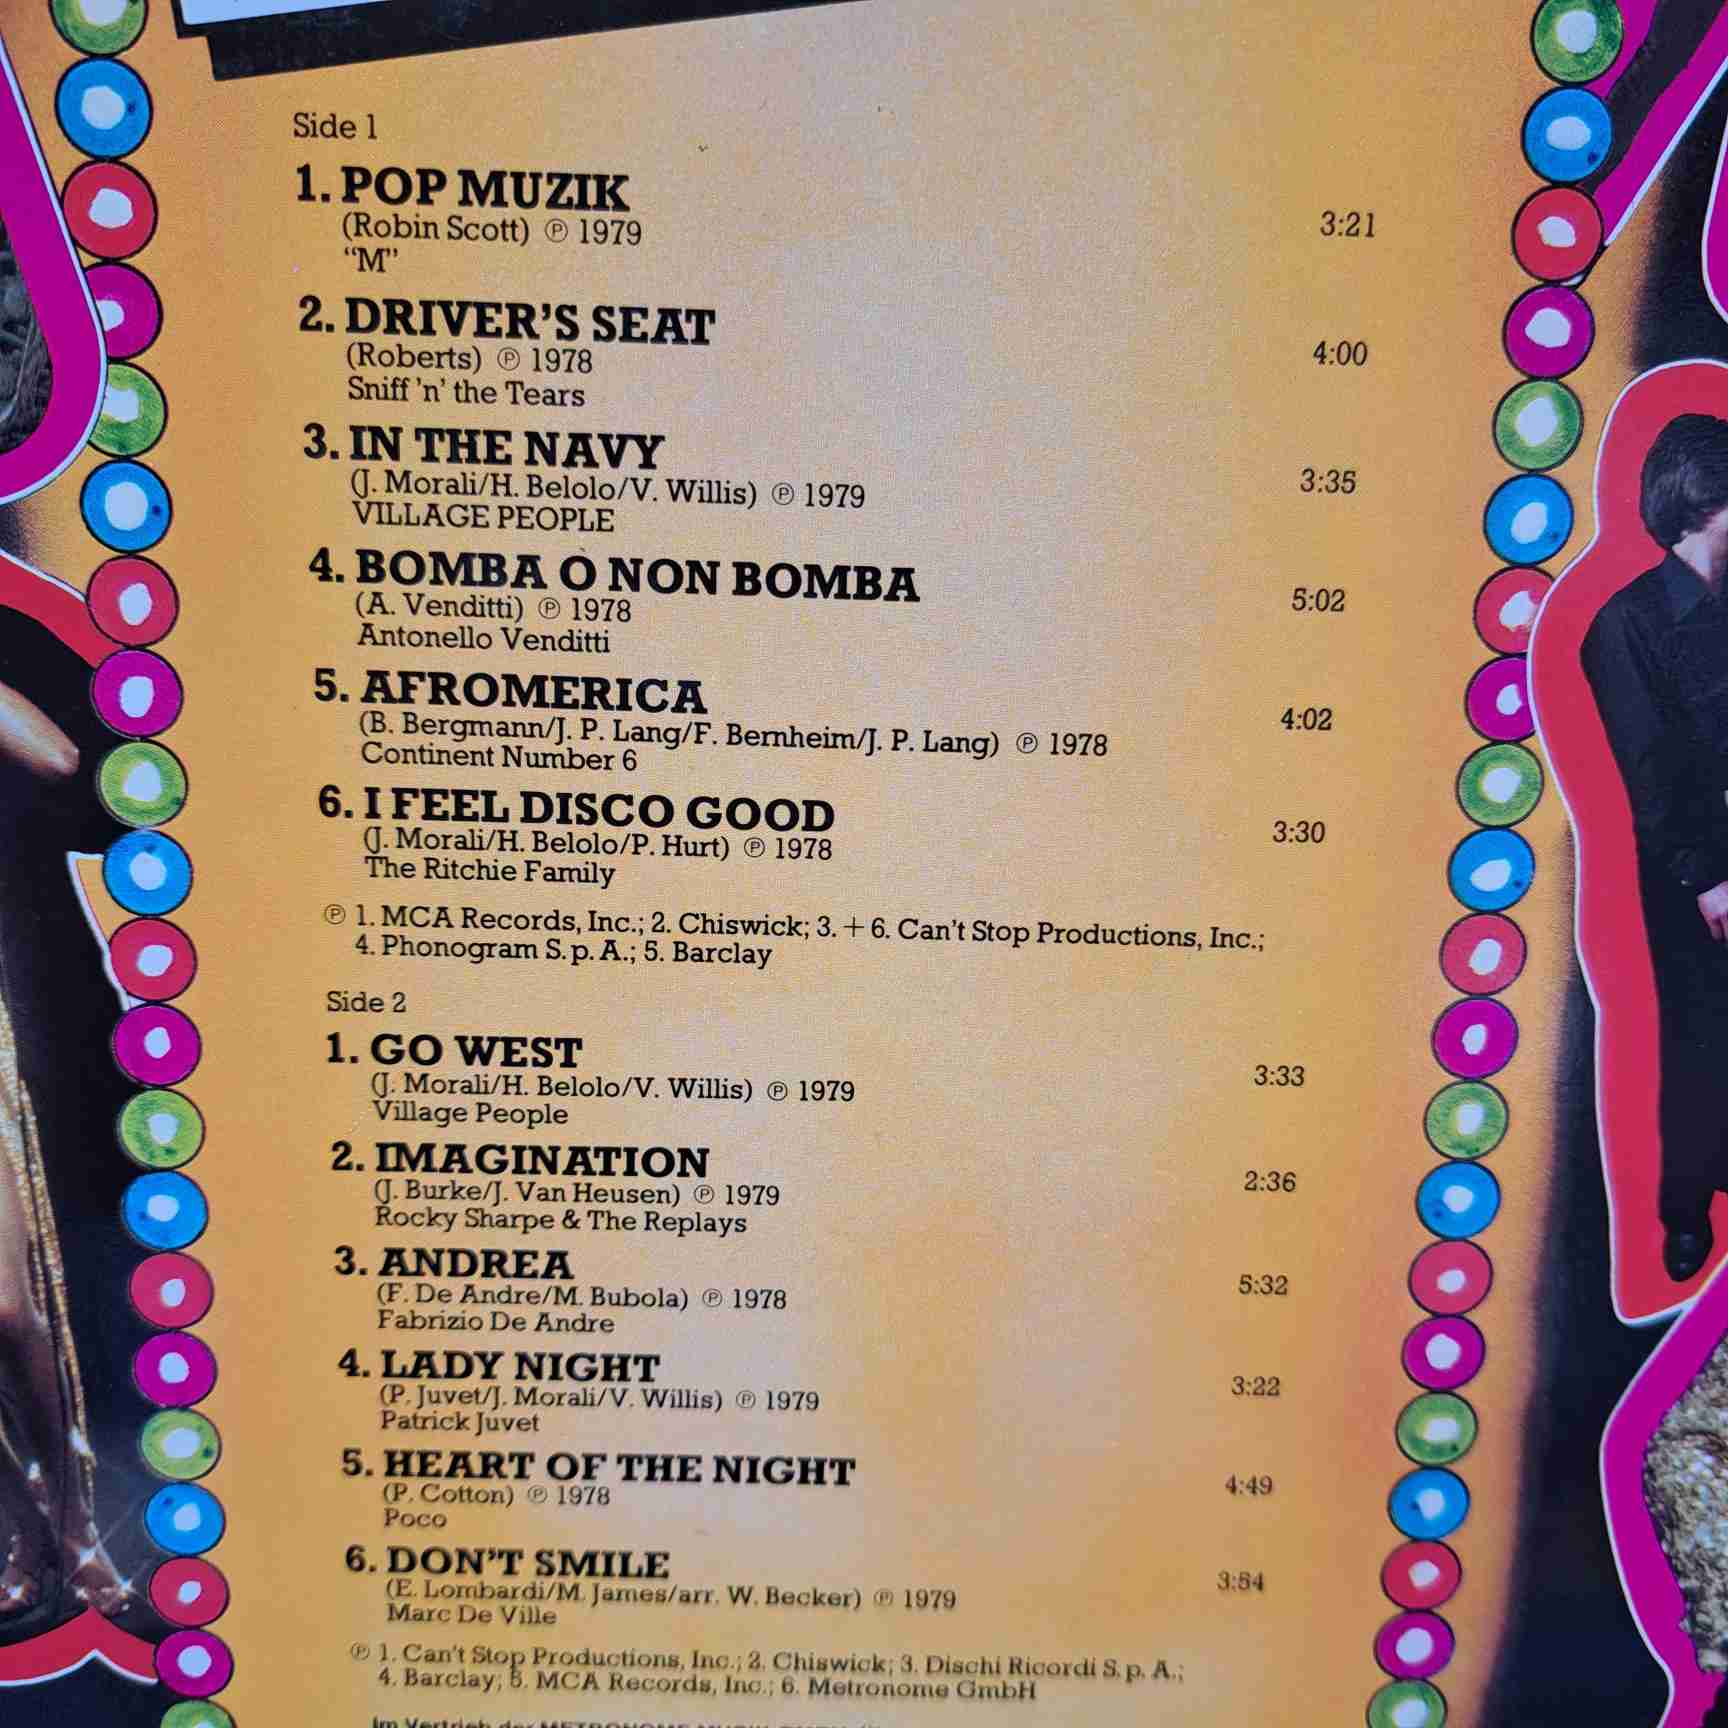 Side 1
1. POP MUZIK
(Robin Scott) ℗ 1979 3:21
“M”
2. DRIVER’S SEAT
(Roberts) ℗ 1978 4:00
Sniff ’n’ the Tears
3. IN THE NAVY
(J. Morali/H. Belolo/V. Willis) ℗ 1979 3:35
VILLAGE PEOPLE
4. BOMBA Ò NON BOMBA
(A. Venditti) ℗ 1978 5:02
Antonello Venditti
5. AFROMERICA
(B. Bergmann/J. P. Lang/F. Bernheim/J. P. Lang) ℗ 1978 4:02
Continent Number 6
6. I FEEL DISCO GOOD
(J. Morali/H. Belolo/P. Hurt) ℗ 1978 3:30
The Ritchie Family
℗ 1. MCA Records, Inc.; 2. Chiswick; 3. + 6. Can’t Stop Productions, Inc.;
4. Phonogram S. p. A.; 5. Barclay
Side 2
1. GO WEST
(J. Morali/H. Belolo/V. Willis) ℗ 1979 3:33
Village People
2. IMAGINATION
(J. Burke/J. Van Heusen) ℗ 1979 2:36
Rocky Sharpe & The Replays
3. ANDREA
(F. De Andre/M. Bubola) ℗ 1978 5:32
Fabrizio De Andre
4. LADY NIGHT
(P. Juvet/J. Morali/V. Willis) ℗ 1979 3:22
Patrick Juvet
5. HEART OF THE NIGHT
(P. Cotton) ℗ 1978 4:49
Poco
6. DON’T SMILE
(E. Lombardi/M. James/arr. W. Becker) ℗ 1979 3:54
Marc De Ville
℗ 1. Can’t Stop Productions, Inc.; 2. Chiswick; 3. Dischi Ricordi S. p. A.;
4. Barclay; 5. MCA Records, Inc.; 6. Metronome GmbH
Im Vertrieb der METRONOME